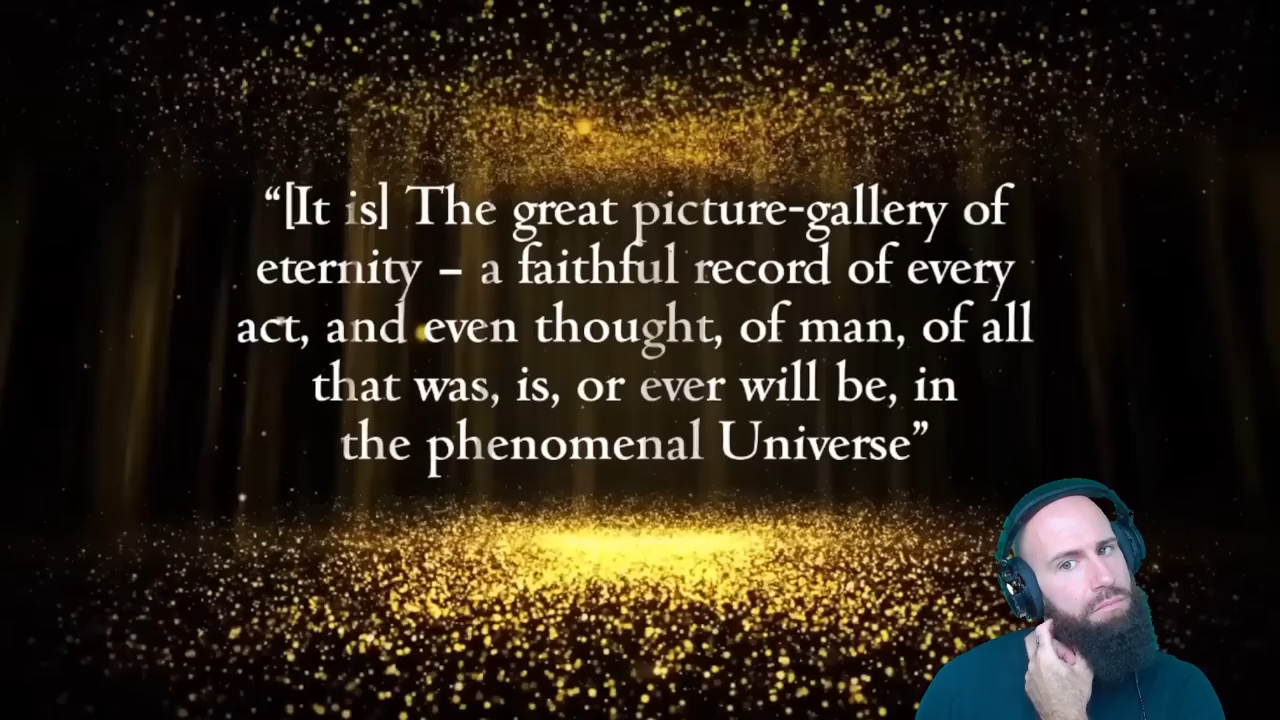 “[It is] The great picture-gallery of
eternity – a faithful record of every
act, and even thought, of man, of all
that was, is, or ever will be, in
the phenomenal Universe”